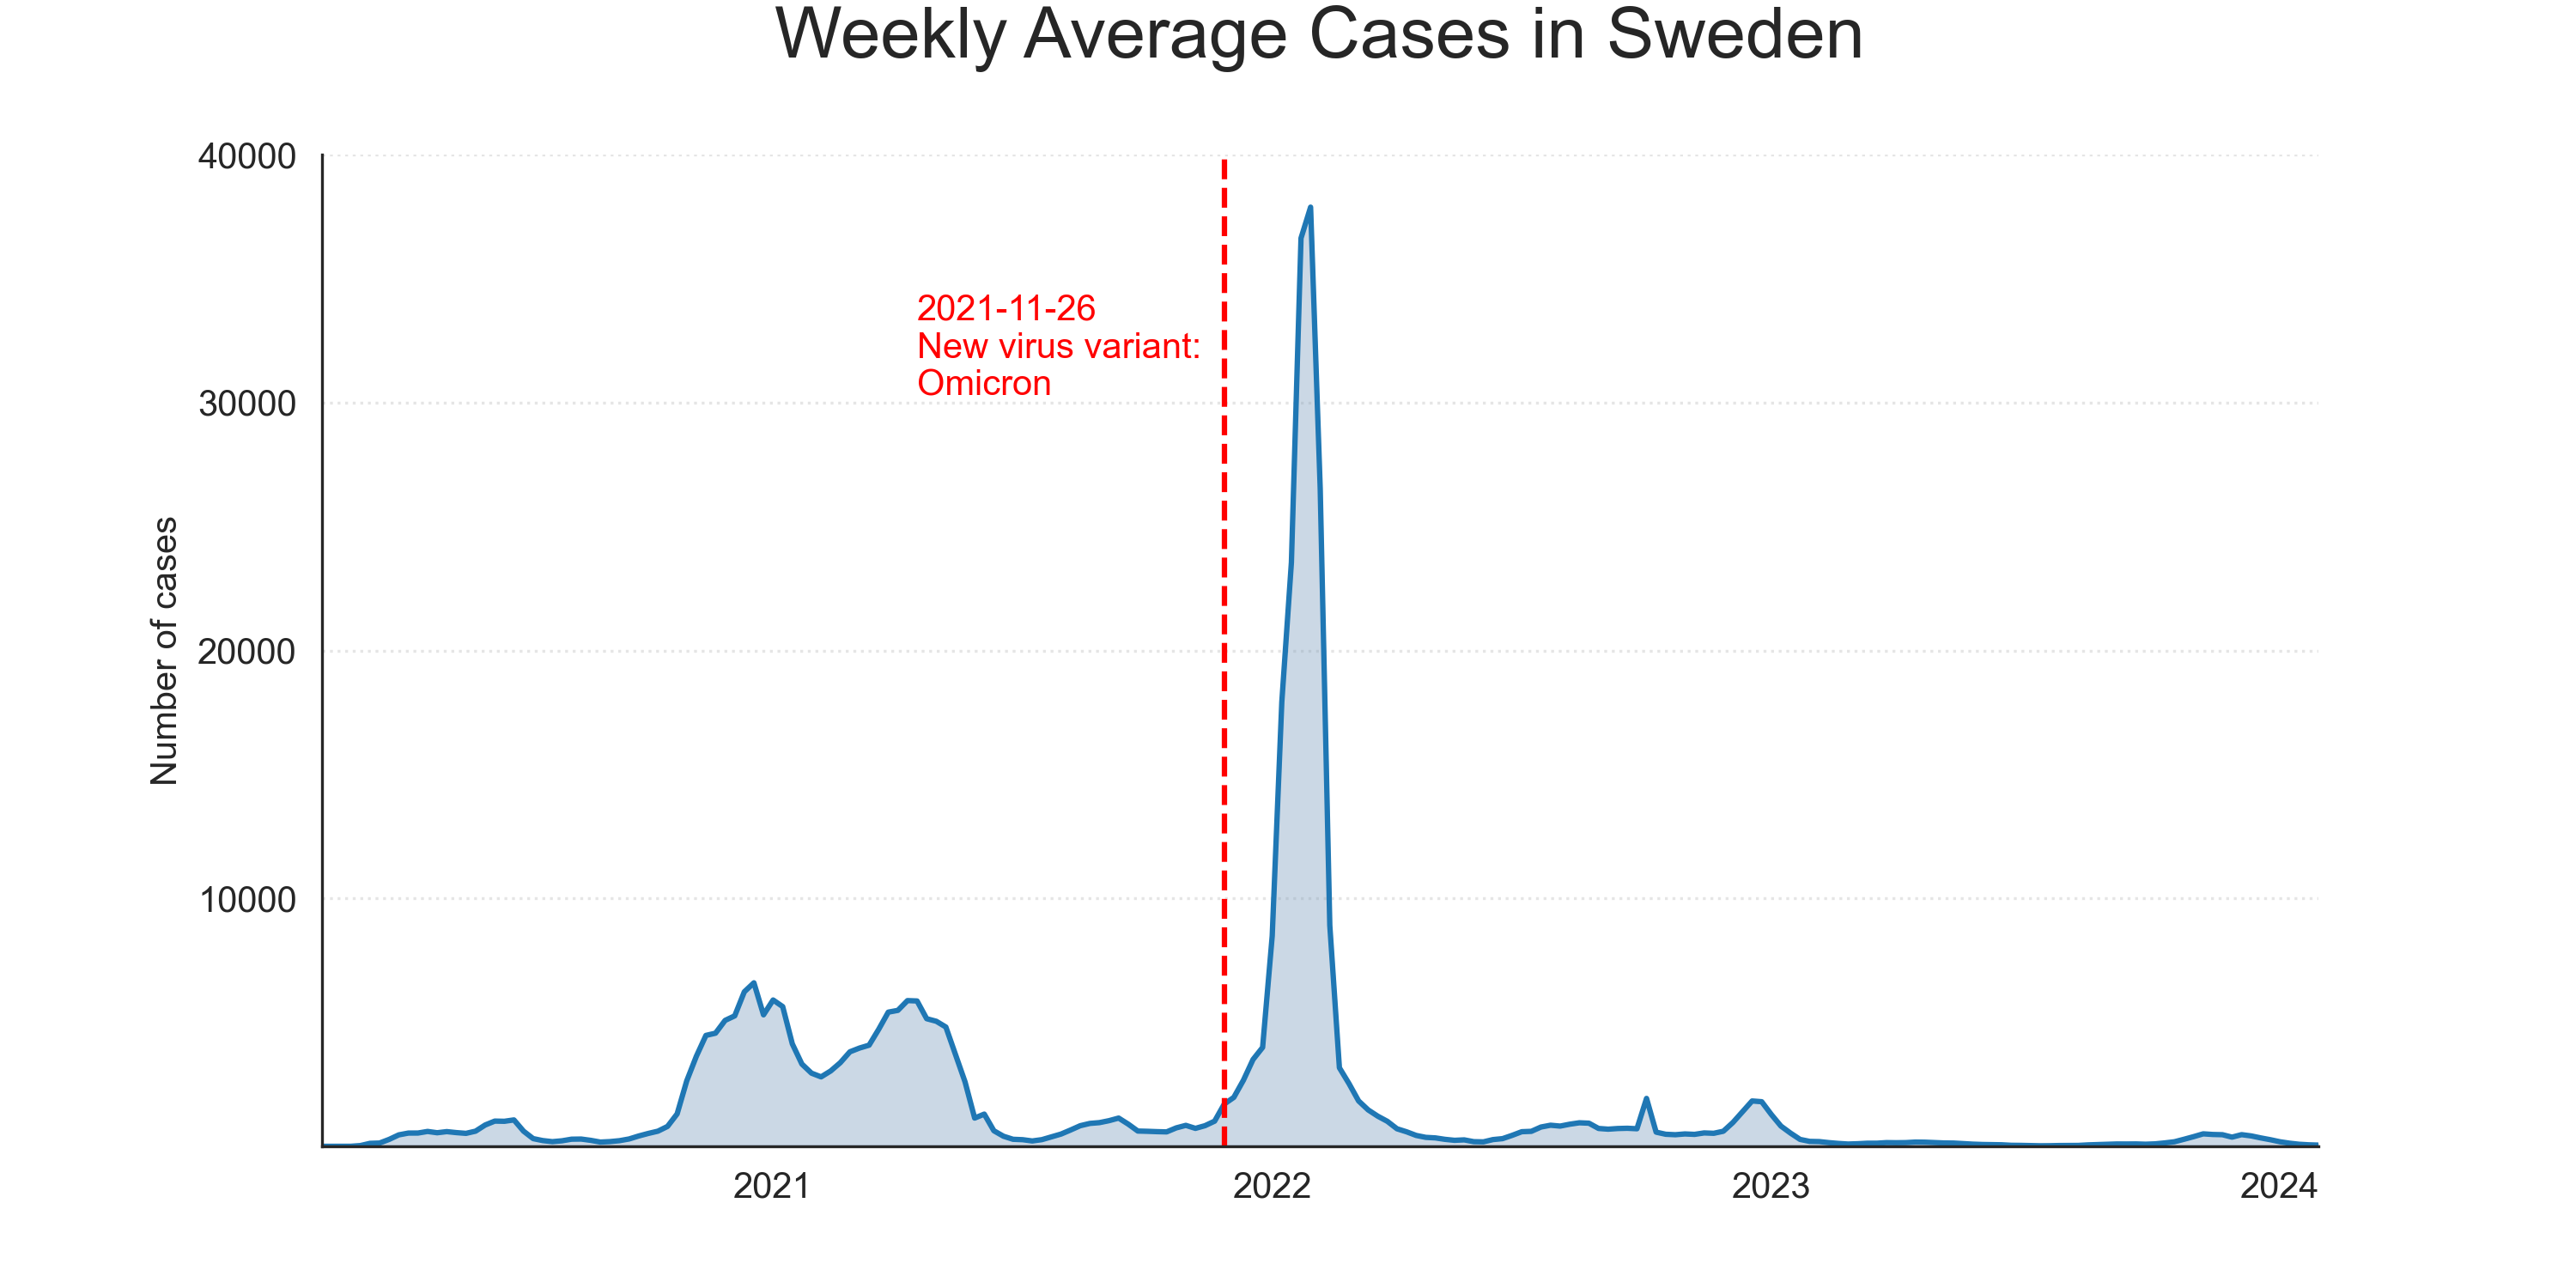 Weekly Average Cases in Sweden
40000
2021-11-26
New virus variant:
Omicron
30000
20000
Number of cases
10000
2021
2022
2023
2024